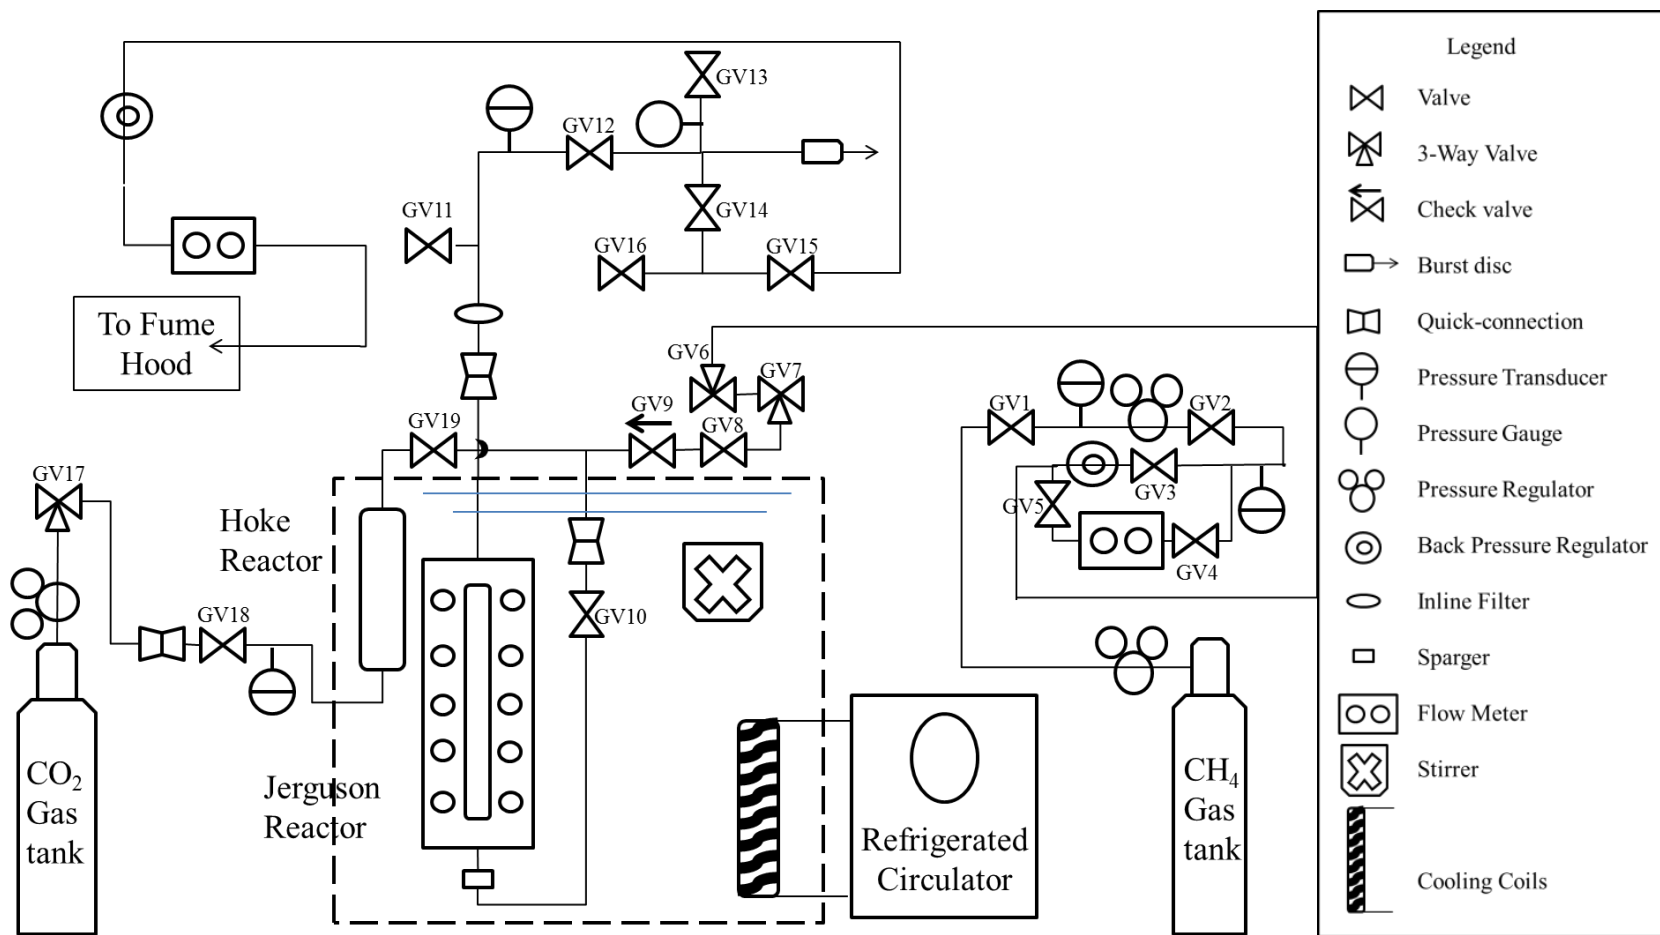 GV13
GV12
GV11
GV14
GV16
GV15
To Fume
Hood
GV6
GV7
GV9
GV8
GV19
GV1
GV2
GV3
GV5
GV4
GV17
Hoke
Reactor
GV18
GV10
Jerguson
Reactor
CO₂
Gas
tank
Refrigerated
Circulator
CH₄
Gas
tank
Legend
Valve
3-Way Valve
Check valve
Burst disc
Quick-connection
Pressure Transducer
Pressure Gauge
Pressure Regulator
Back Pressure Regulator
Inline Filter
Sparger
Flow Meter
Stirrer
Cooling Coils